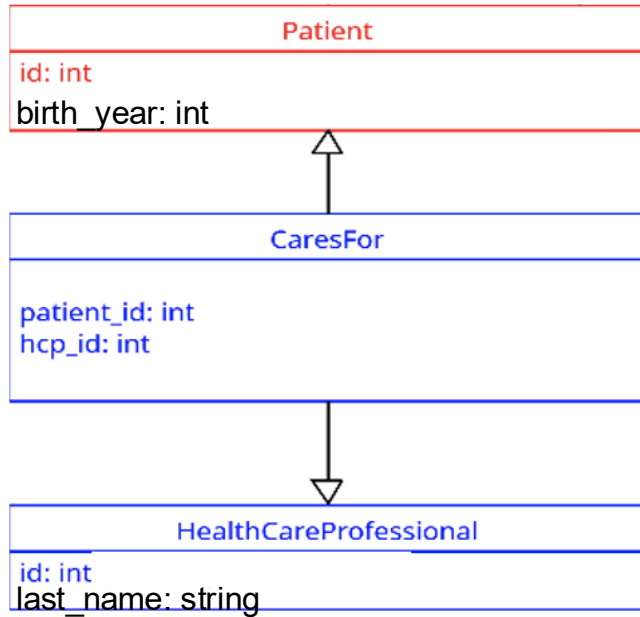 Patient
id: int
birth_year: int
CaresFor
patient_id: int
hcp_id: int
HealthCareProfessional
id: int
last_name: string